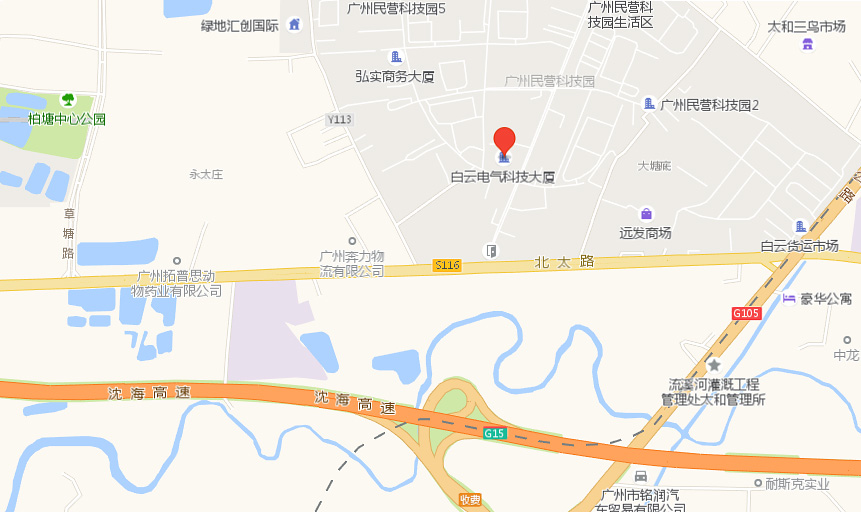 广州民营科技园5
广州民营科
技园生活区
绿地汇创国际
太和三鸟市场
弘实商务大厦
广州民营科技园
广州民营科技园2
柏塘中心公园
Y113
永太庄
白云电气科技大厦
大塘
草塘路
远发商场
路
白云货运市场
广州奔力物
流有限公司
S116
北太路
广州拓普思动
物药业有限公司
豪华公寓
G105
中龙
流溪河灌溉工程
管理处太和管理所
沈海高速
沈海高速
G15
收费
耐斯克实业
广州市铭润汽
车贸易有限公司